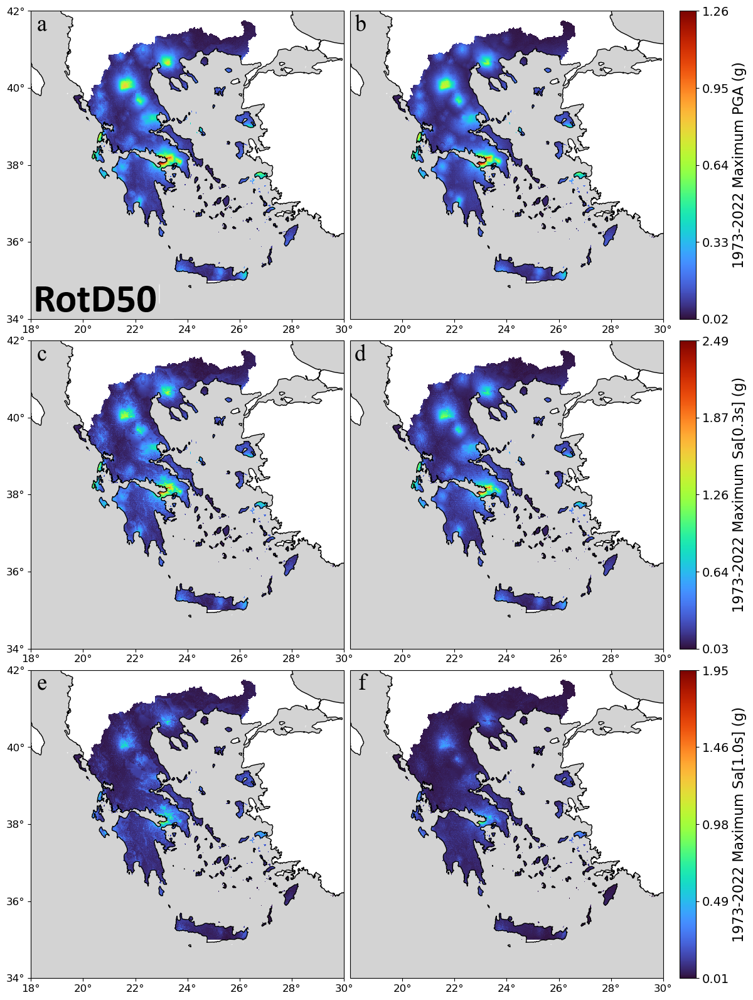 a
b
42°
40°
38°
36°
34°
RotD50
18° 20° 22° 24° 26° 28° 30°
20° 22° 24° 26° 28° 30°
1.26
0.95
0.64
0.33
0.02
1973-2022 Maximum PGA (g)
c
d
42°
40°
38°
36°
34°
18° 20° 22° 24° 26° 28° 30°
20° 22° 24° 26° 28° 30°
2.49
1.87
1.26
0.64
0.03
1973-2022 Maximum Sa[0.3s] (g)
e
f
42°
40°
38°
36°
34°
18° 20° 22° 24° 26° 28° 30°
20° 22° 24° 26° 28° 30°
1.95
1.46
0.98
0.49
0.01
1973-2022 Maximum Sa[1.0s] (g)